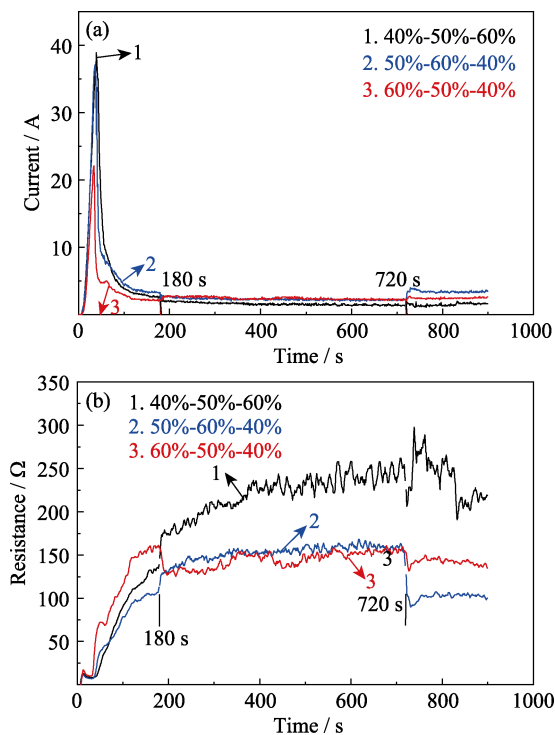 (a)
1. 40%-50%-60%
2. 50%-60%-40%
3. 60%-50%-40%
1
2
3
180 s
720 s
40
30
20
10
Current / A
0 200 400 600 800 1000
Time / s
(b)
1. 40%-50%-60%
2. 50%-60%-40%
3. 60%-50%-40%
1
2
3
3
180 s
720 s
350
300
250
200
150
100
50
Resistance / Ω
0 200 400 600 800 1000
Time / s